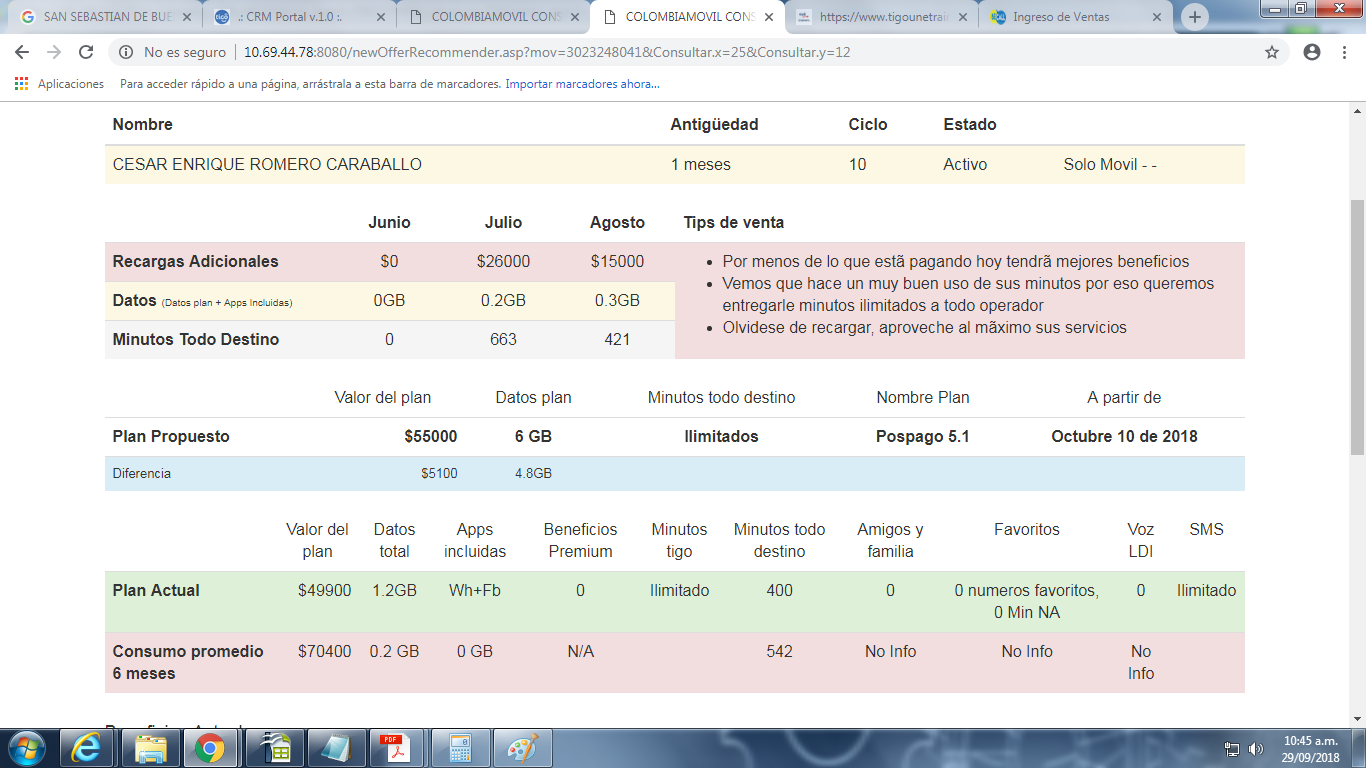 SAN SEBASTIAN DE BUE
.: CRM Portal v.1.0 :.
COLOMBIAMOVIL CONS
COLOMBIAMOVIL CONS
https://www.tigounetrain
Ingreso de Ventas
No es seguro 10.69.44.78:8080/newOfferRecommender.asp?mov=3023248041&Consultar.x=25&Consultar.y=12
Aplicaciones Para acceder rápido a una página, arrástrala a esta barra de marcadores. Importar marcadores ahora...
Nombre Antigüedad Ciclo Estado
CESAR ENRIQUE ROMERO CARABALLO 1 meses 10 Activo Solo Movil - -
Junio Julio Agosto Tips de venta
Recargas Adicionales $0 $26000 $15000
Datos (Datos plan + Apps Incluidas) 0GB 0.2GB 0.3GB
Minutos Todo Destino 0 663 421
Por menos de lo que estã pagando hoy tendrã mejores beneficios
Vemos que hace un muy buen uso de sus minutos por eso queremos
entregarle minutos ilimitados a todo operador
Olvidese de recargar, aproveche al mãximo sus servicios
Valor del plan Datos plan Minutos todo destino Nombre Plan A partir de
Plan Propuesto $55000 6 GB Ilimitados Pospago 5.1 Octubre 10 de 2018
Diferencia $5100 4.8GB
Valor del Datos Apps Beneficios Minutos Minutos todo Amigos y Favoritos Voz SMS
plan total incluidas Premium tigo destino familia LDI
Plan Actual $49900 1.2GB Wh+Fb 0 Ilimitado 400 0 0 numeros favoritos, 0 Ilimitado
0 Min NA
Consumo promedio $70400 0.2 GB 0 GB N/A 542 No Info No Info No
6 meses Info
10:45 a.m.
29/09/2018